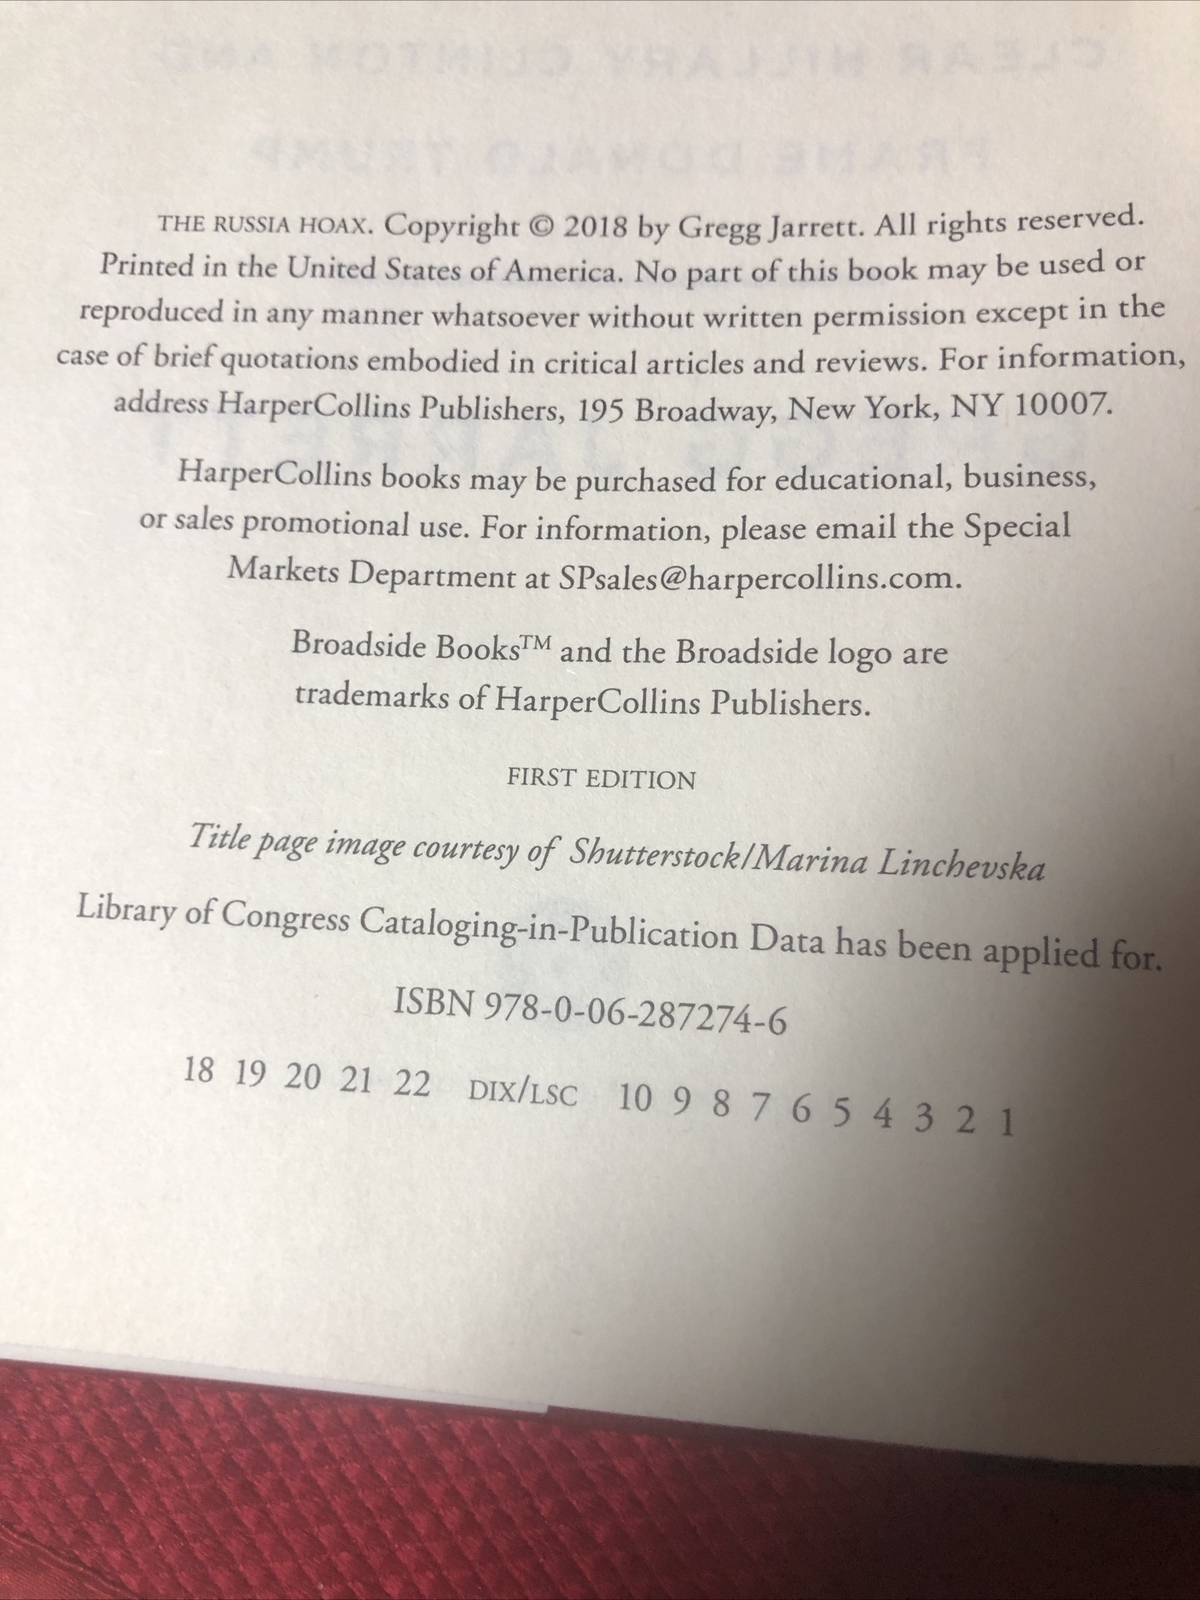 THE RUSSIA HOAX. Copyright © 2018 by Gregg Jarrett. All rights reserved.
Printed in the United States of America. No part of this book may be used or
reproduced in any manner whatsoever without written permission except in the
case of brief quotations embodied in critical articles and reviews. For information,
address HarperCollins Publishers, 195 Broadway, New York, NY 10007.
HarperCollins books may be purchased for educational, business,
or sales promotional use. For information, please email the Special
Markets Department at SPsales@harpercollins.com.
Broadside Books™ and the Broadside logo are
trademarks of HarperCollins Publishers.
FIRST EDITION
Title page image courtesy of Shutterstock/Marina Linchevska
Library of Congress Cataloging-in-Publication Data has been applied for.
ISBN 978-0-06-287274-6
18 19 20 21 22 DIX/LSC 10 9 8 7 6 5 4 3 2 1